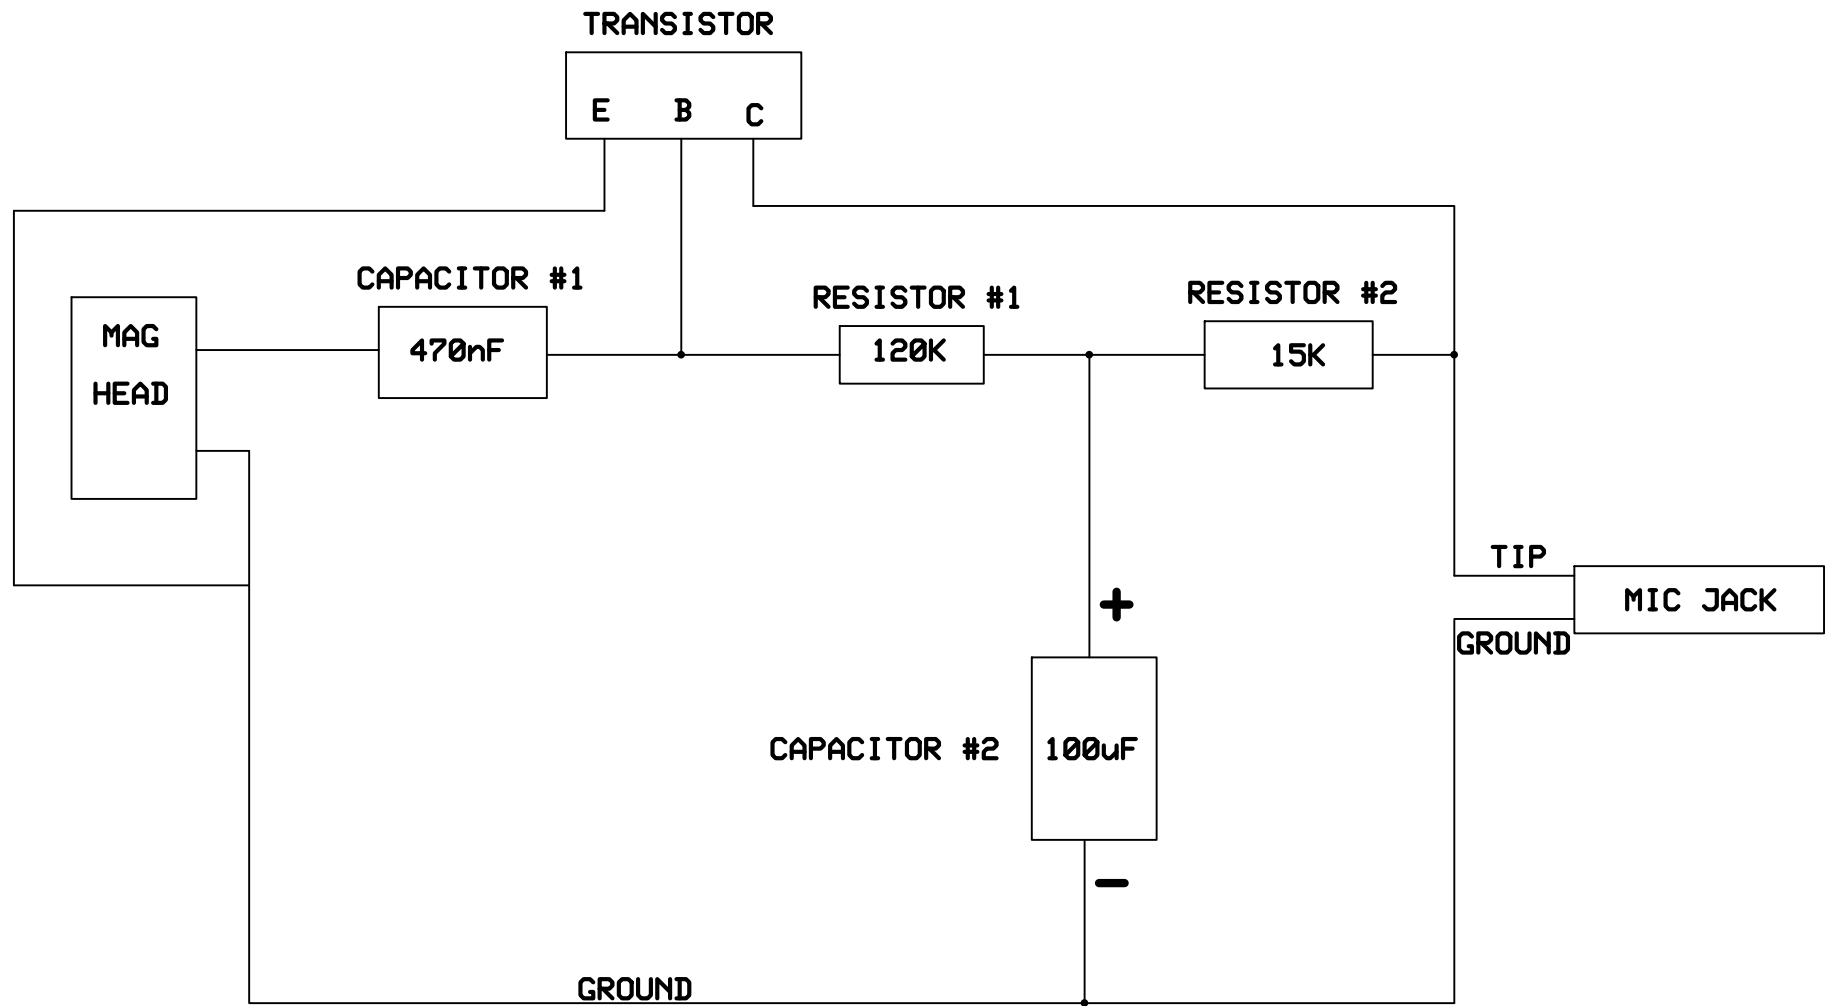 TRANSISTOR
E B C
CAPACITOR #1
RESISTOR #1
RESISTOR #2
MAG
HEAD
470nF
120K
15K
TIP
+
MIC JACK
GROUND
CAPACITOR #2
100uF
-
GROUND